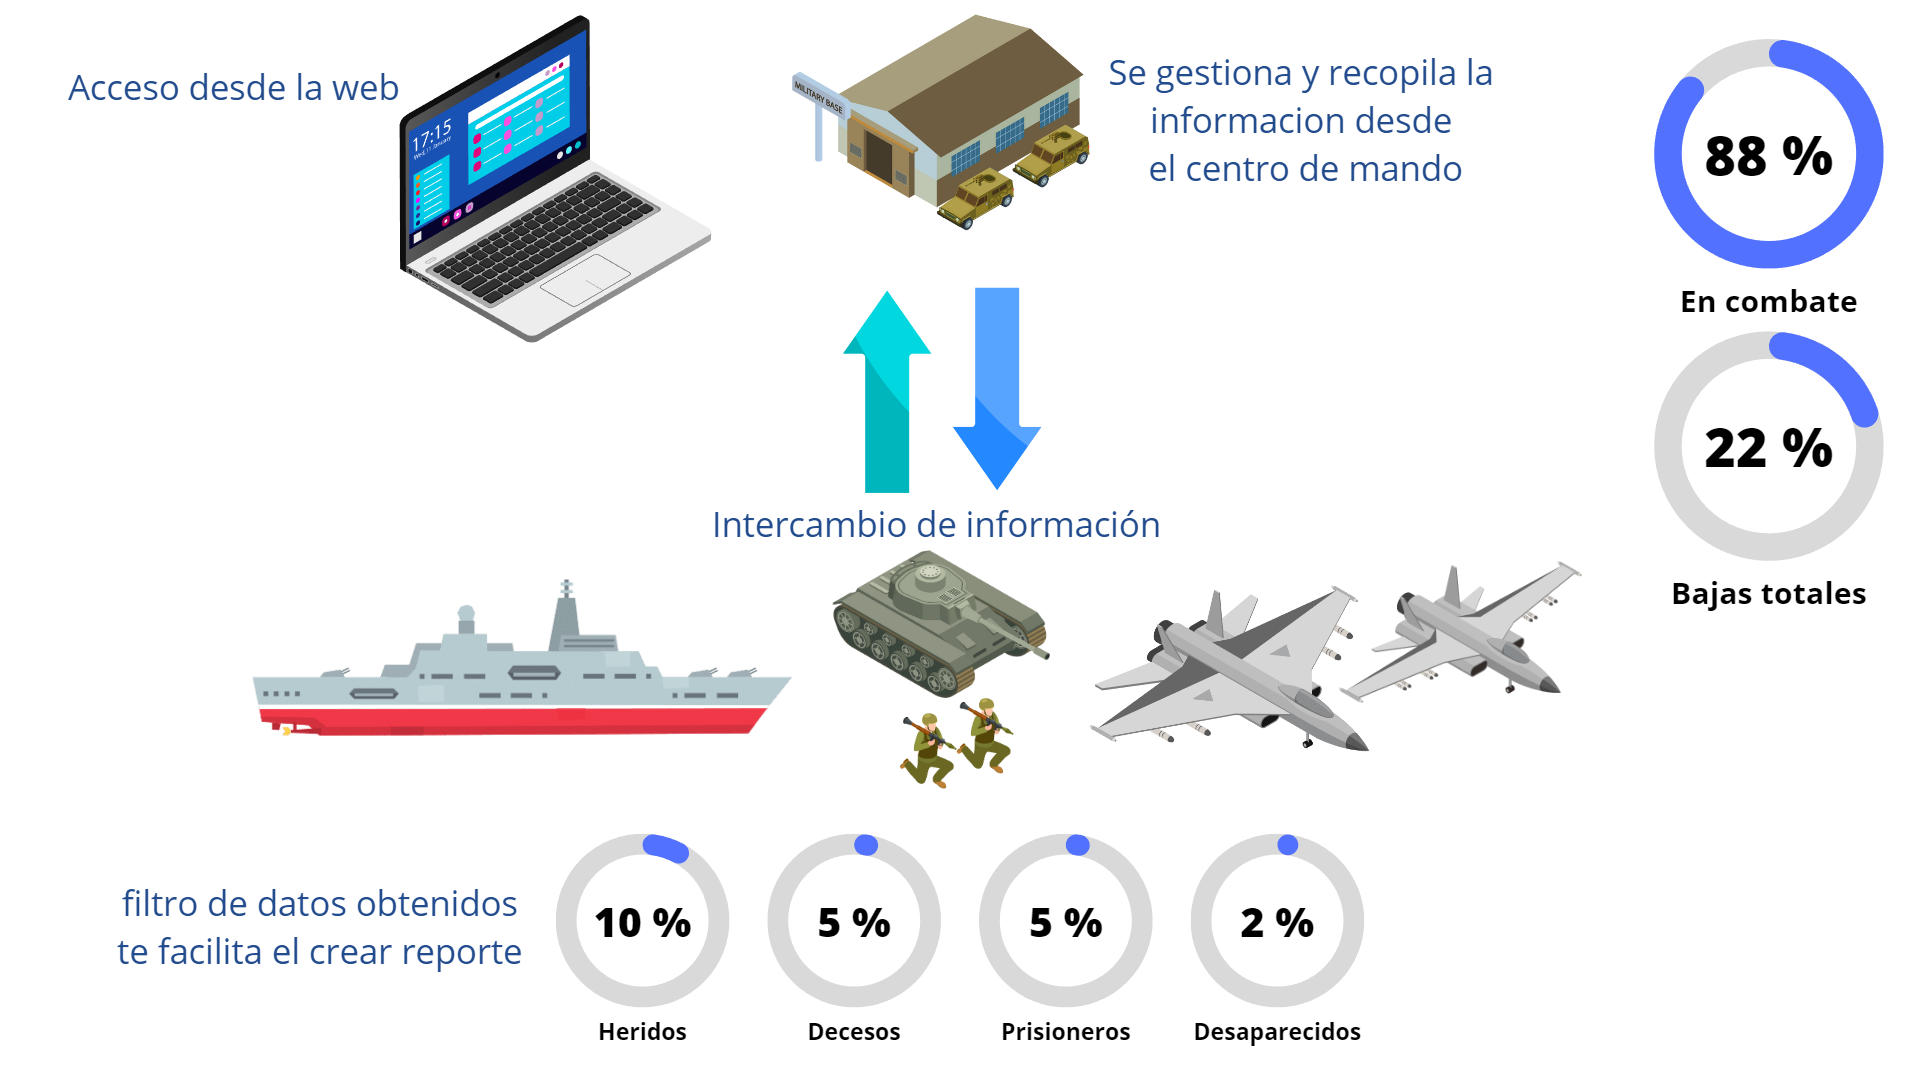 Acceso desde la web
17:15
MILITARY BASE
Se gestiona y recopila la
informacion desde
el centro de mando
88 %
En combate
22 %
Bajas totales
Intercambio de información
filtro de datos obtenidos
te facilita el crear reporte
10 %
Heridos
5 %
Decesos
5 %
Prisioneros
2 %
Desaparecidos